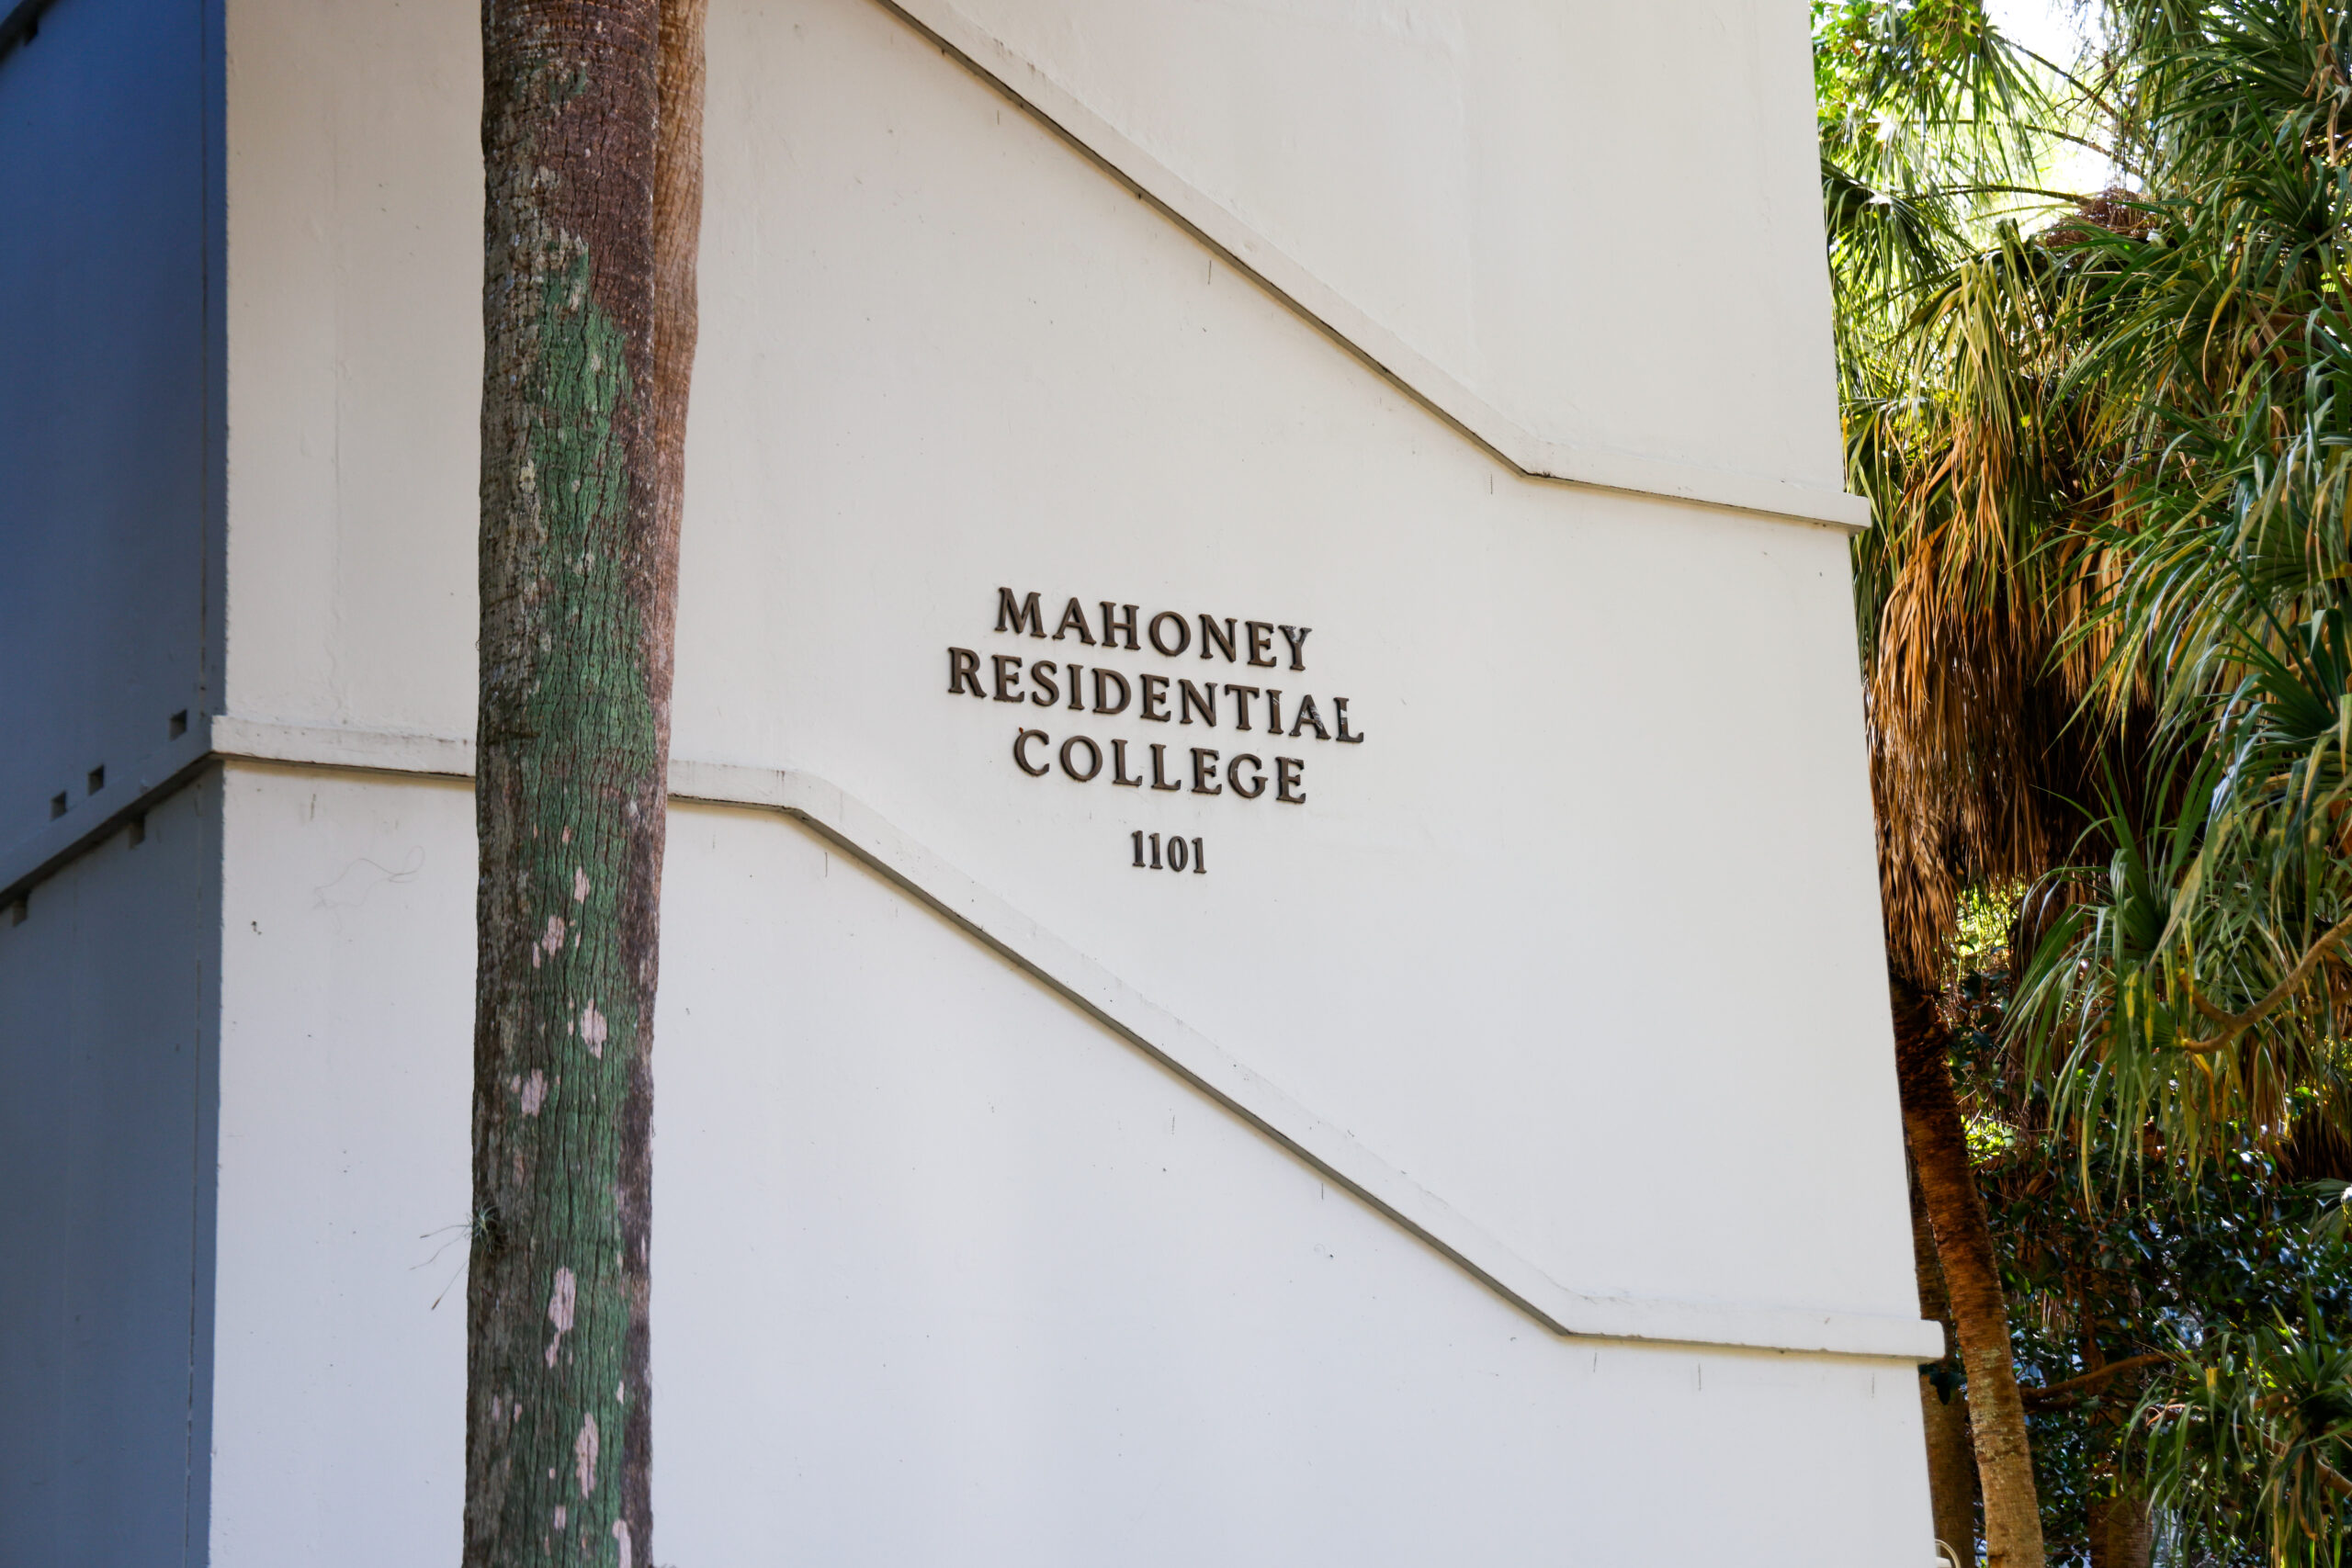 MAHONEY
RESIDENTIAL
COLLEGE
1101